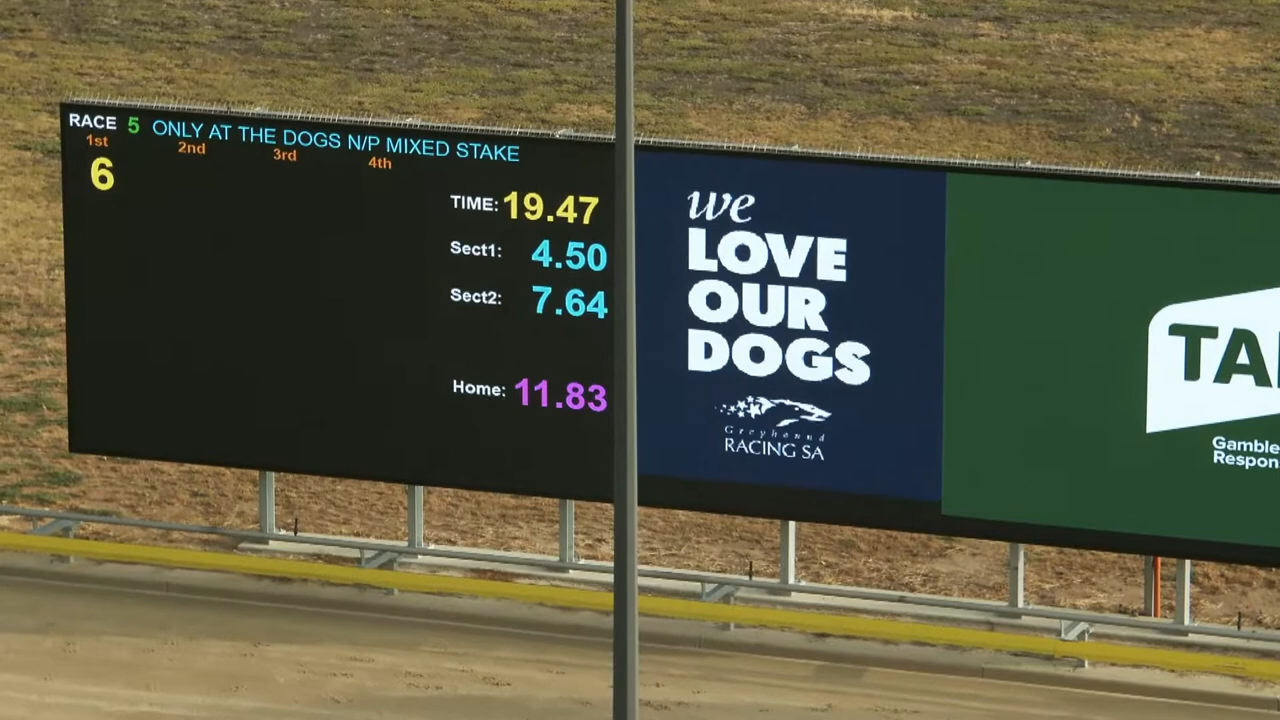 RACE 5 ONLY AT THE DOGS N/P MIXED STAKE
1st 2nd 3rd 4th
6
TIME: 19.47
Sect1: 4.50
Sect2: 7.64
Home: 11.83
we
LOVE
OUR
DOGS
Greyhound
RACING SA
TA
Gamble
Respon